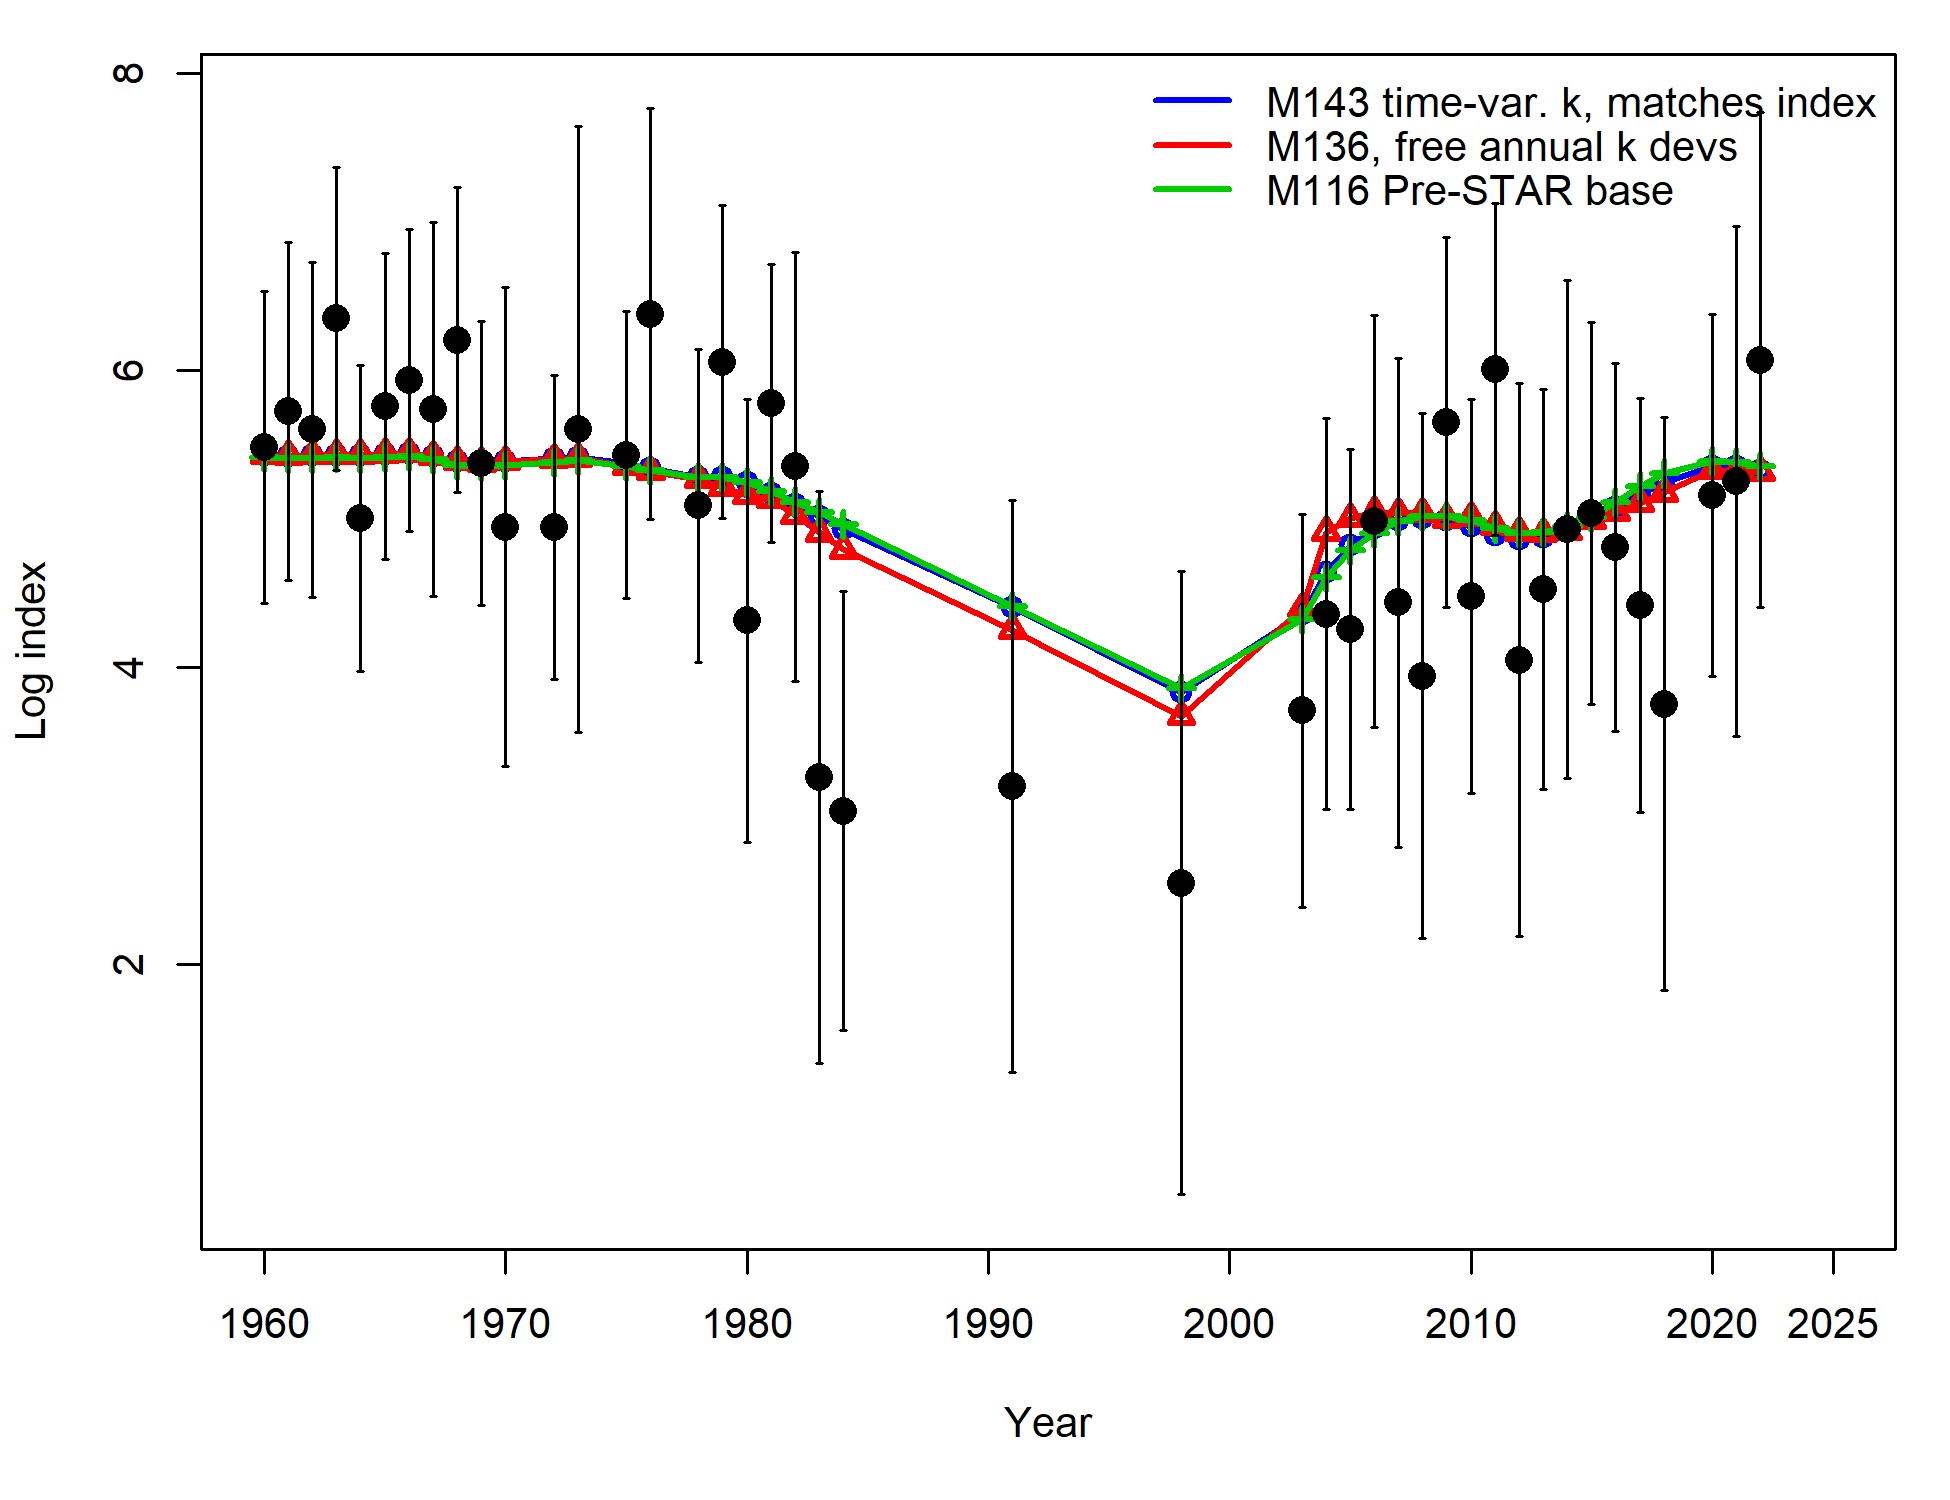 8
6
4
2
Log index
M143 time-var. k, matches index
M136, free annual k devs
M116 Pre-STAR base
1960 1970 1980 1990 2000 2010 2020 2025
Year